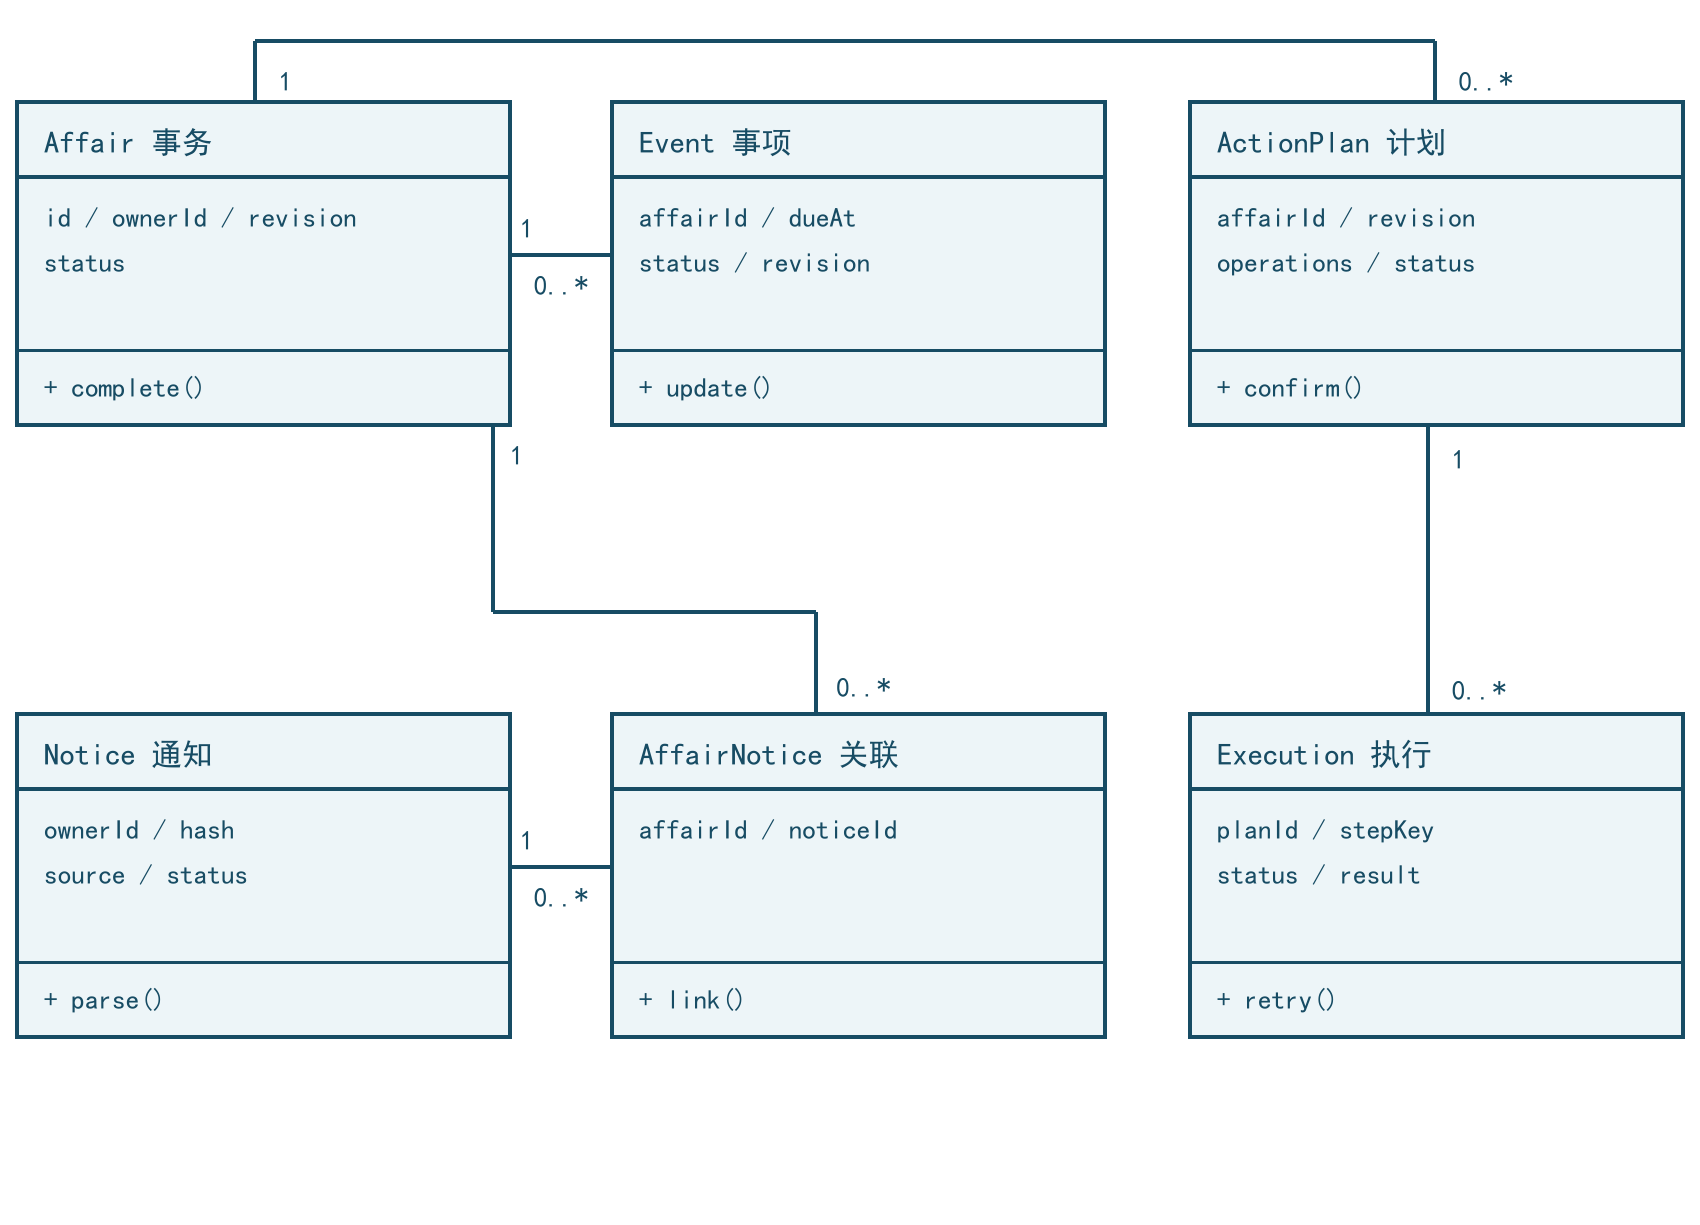 1
0..*
Affair 事务
id / ownerId / revision
status
+ complete()
1
0..*
Event 事项
affairId / dueAt
status / revision
+ update()
ActionPlan 计划
affairId / revision
operations / status
+ confirm()
1
1
0..*
0..*
Notice 通知
ownerId / hash
source / status
+ parse()
1
0..*
AffairNotice 关联
affairId / noticeId
+ link()
Execution 执行
planId / stepKey
status / result
+ retry()